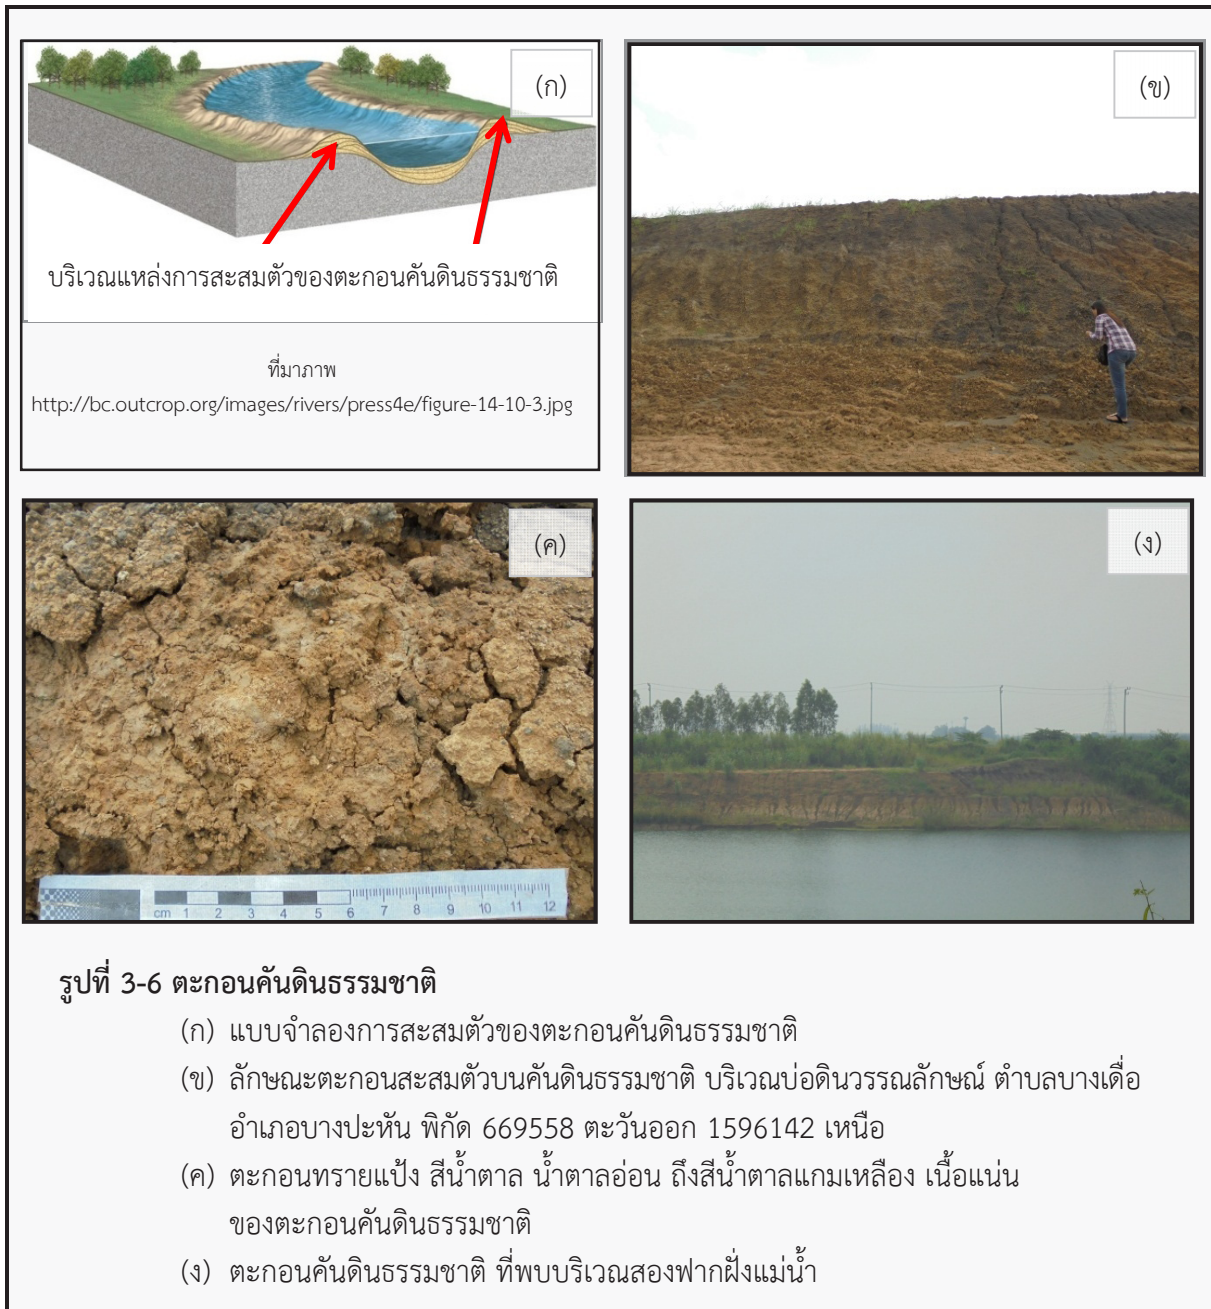 (ก)
บริเวณแหล่งการสะสมตัวของตะกอนคันดินธรรมชาติ
ที่มาภาพ
http://bc.outcrop.org/images/rivers/press4e/figure-14-10-3.jpg
(ข)
(ค)
cm 1 2 3 4 5 6 7 8 9 10 11 12
(ง)
รูปที่ 3-6 ตะกอนคันดินธรรมชาติ
(ก) แบบจำลองการสะสมตัวของตะกอนคันดินธรรมชาติ
(ข) ลักษณะตะกอนสะสมตัวบนคันดินธรรมชาติ บริเวณบ่อดินวรรณลักษณ์ ตำบลบางเดื่อ
อำเภอบางปะหัน พิกัด 669558 ตะวันออก 1596142 เหนือ
(ค) ตะกอนทรายแป้ง สีน้ำตาล น้ำตาลอ่อน ถึงสีน้ำตาลแกมเหลือง เนื้อแน่น
ของตะกอนคันดินธรรมชาติ
(ง) ตะกอนคันดินธรรมชาติ ที่พบบริเวณสองฟากฝั่งแม่น้ำ